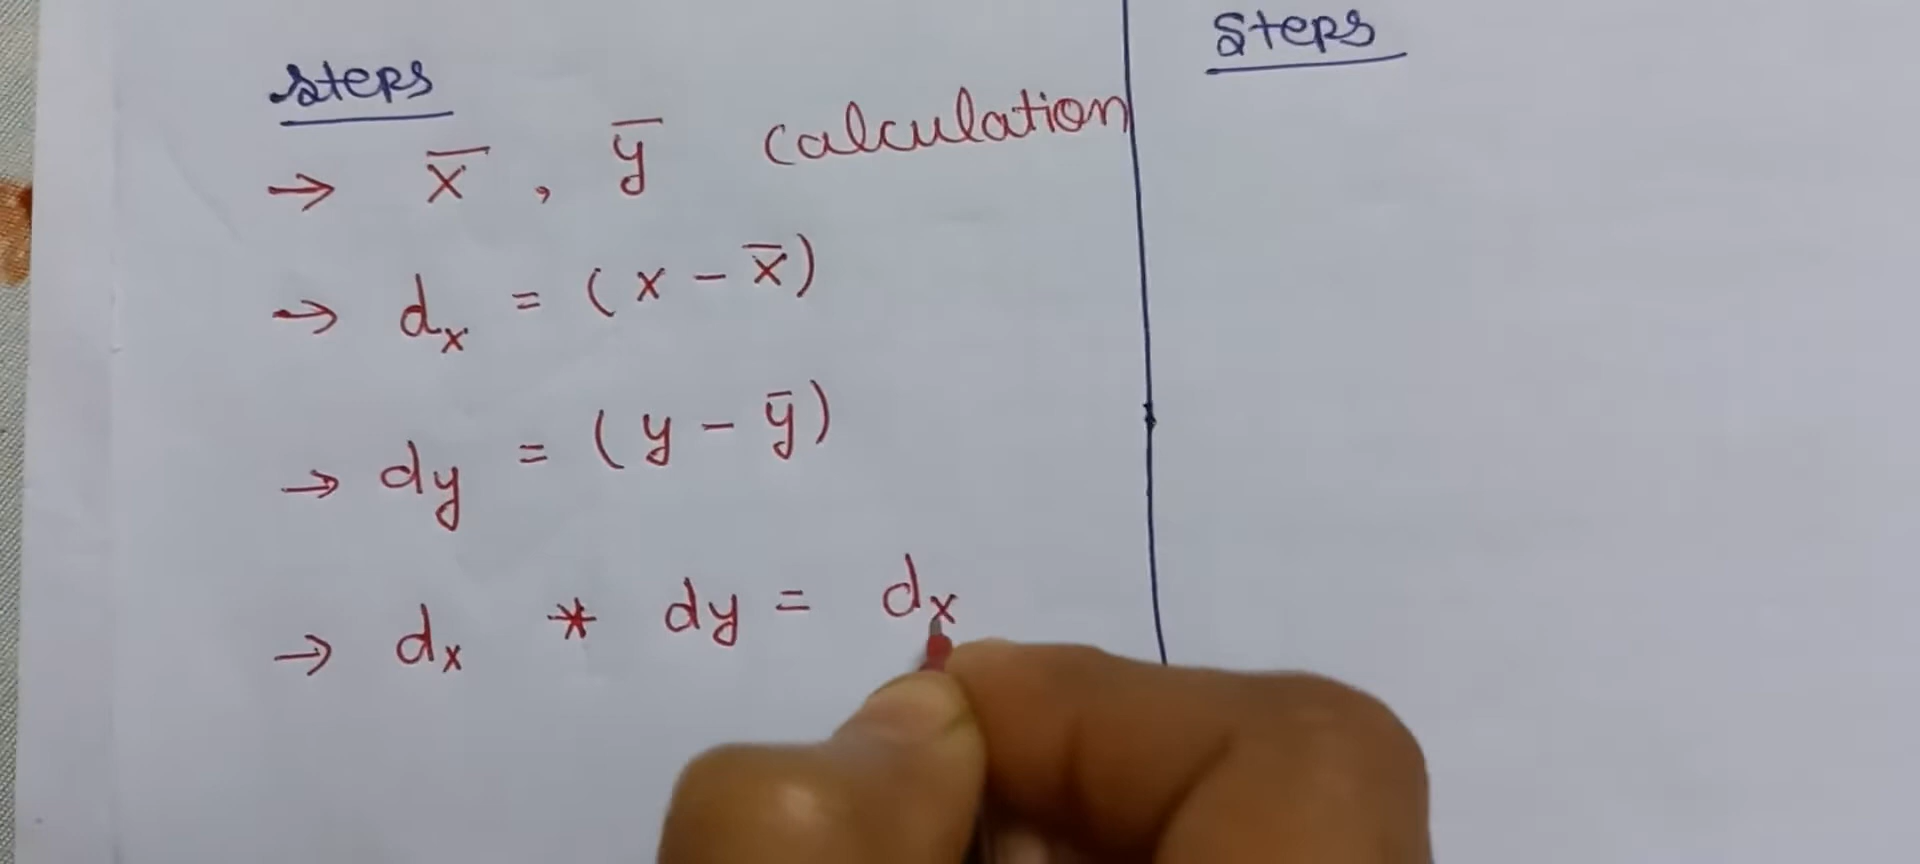 steps
→ x̅ , y̅ calculation
→ dₓ = (x - x̅)
→ dy = (y - y̅)
→ dₓ * dy = dₓ
Steps